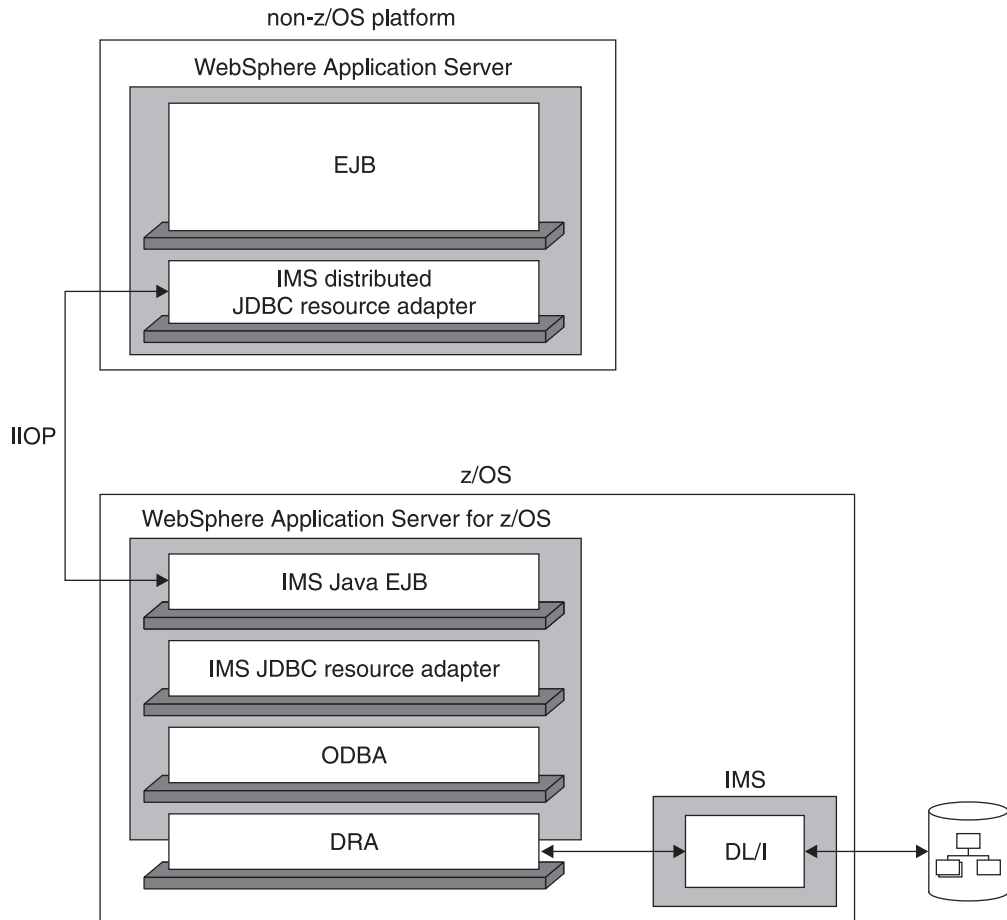 non-z/OS platform
WebSphere Application Server
EJB
IMS distributed
JDBC resource adapter
IIOP
z/OS
WebSphere Application Server for z/OS
IMS Java EJB
IMS JDBC resource adapter
ODBA
DRA
IMS
DL/I